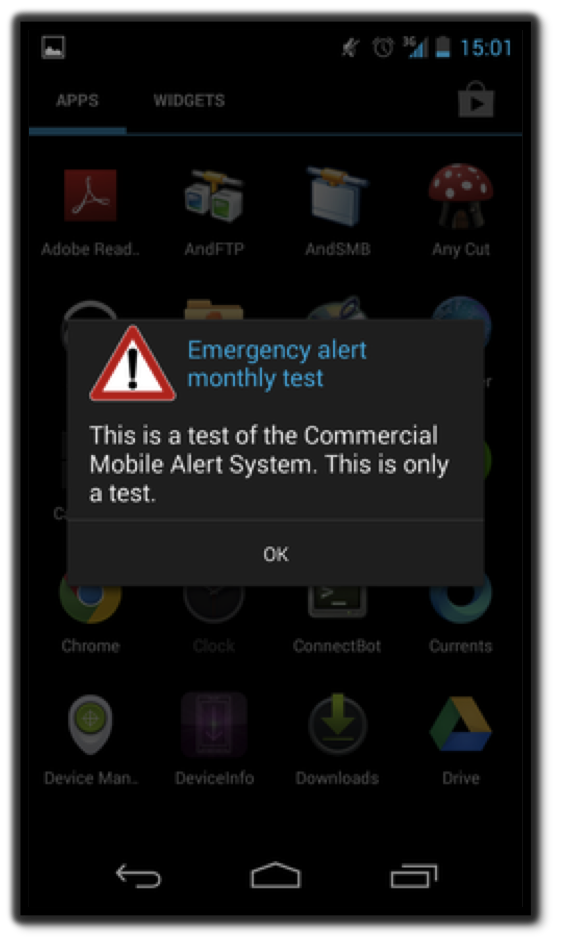 3G 15:01
APPS WIDGETS
Adobe Read.. AndFTP AndSMB Any Cut
Emergency alert
monthly test
This is a test of the Commercial
Mobile Alert System. This is only
a test.
OK
Chrome Clock ConnectBot Currents
Device Man.. DeviceInfo Downloads Drive